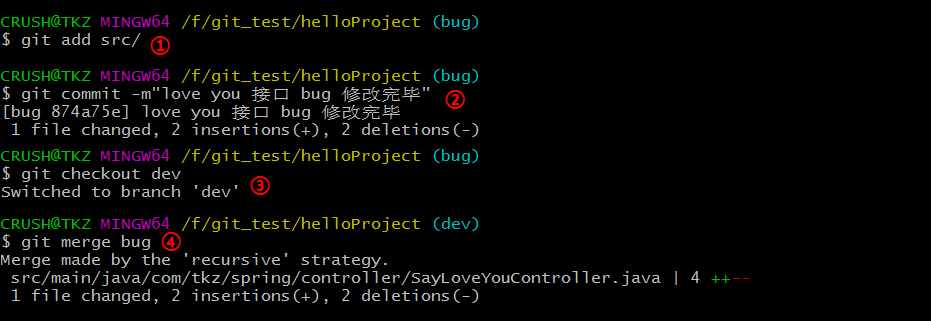 CRUSH@TKZ MINGW64 /f/git_test/helloProject (bug)
$ git add src/ ①
CRUSH@TKZ MINGW64 /f/git_test/helloProject (bug)
$ git commit -m"love you 接口 bug 修改完毕" ②
[bug 874a75e] love you 接口 bug 修改完毕
1 file changed, 2 insertions(+), 2 deletions(-)
CRUSH@TKZ MINGW64 /f/git_test/helloProject (bug)
$ git checkout dev
Switched to branch 'dev' ③
CRUSH@TKZ MINGW64 /f/git_test/helloProject (dev)
$ git merge bug ④
Merge made by the 'recursive' strategy.
src/main/java/com/tkz/spring/controller/SayLoveYouController.java | 4 ++--
1 file changed, 2 insertions(+), 2 deletions(-)